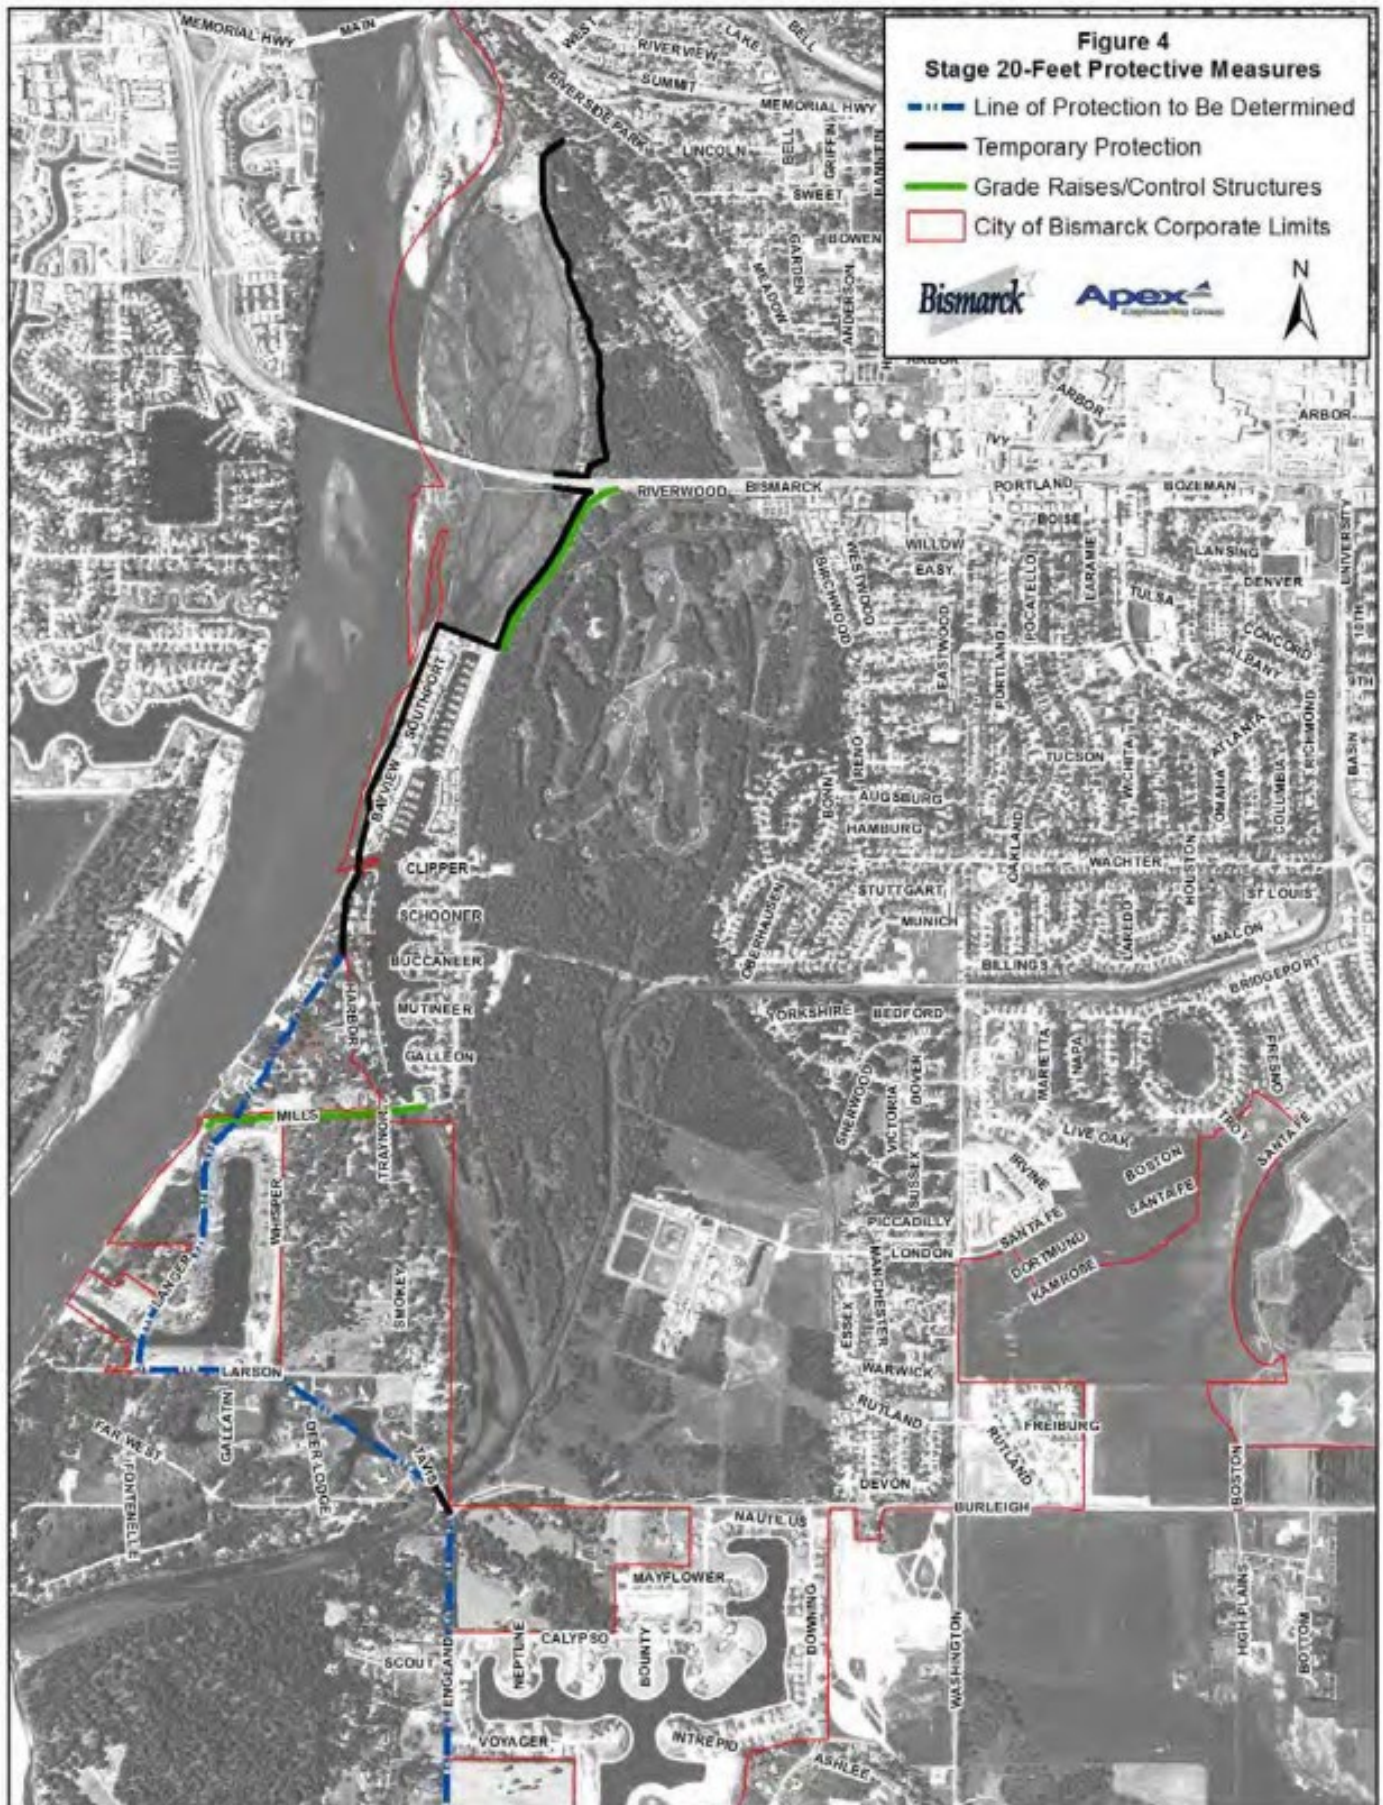 Figure 4
Stage 20-Feet Protective Measures
Line of Protection to Be Determined
Temporary Protection
Grade Raises/Control Structures
City of Bismarck Corporate Limits
Bismarck
Apex
Engineering Group
N
MEMORIAL HWY
MAIN
WEST
LAKE
BELL
RIVERVIEW
SUMMIT
MEMORIAL HWY
RIVERSIDE PARK
LINCOLN
BELL
GRIFFIN
SWEET
GARDEN
BOWEN
MEADOW
ANDERSON
ARBOR
ARBOR
IVY
RIVERWOOD
BISMARCK
PORTLAND
BOZEMAN
BOISE
WILLOW
EASY
WESTWOOD
BIRCHWOOD
EASTWOOD
PORTLAND
POCATELLO
LARAMIE
LANSING
DENVER
UNIVERSITY
TULSA
CONCORD
ALBANY
10TH
9TH
SOUTHPORT
BAYVIEW
RENO
BONN
TUCSON
WICHITA
ATLANTA
OMAHA
COLUMBIA
RICHMOND
BASIN
AUGSBURG
HAMBURG
OAKLAND
WACHTER
HOUSTON
CLIPPER
STUTTGART
ST LOUIS
SCHOONER
MUNICH
OBERHAUSEN
LAREDO
MACON
BUCCANEER
BILLINGS
BRIDGEPORT
HARBOR
MUTINEER
YORKSHIRE
BEDFORD
GALLEON
MARIETTA
NAPA
FRESNO
SHERWOOD
VICTORIA
DOVER
MILLS
TRAYNOR
LIVE OAK
TROY
SANTA FE
BOSTON
IRVINE
SUSSEX
SANTA FE
WHISPER
PICCADILLY
SANTA FE
LONDON
DORTMUND
KAMROSE
LANGER
SMOKEY
ESSEX
MANCHESTER
LARSON
WARWICK
GALLATIN
RUTLAND
FREIBURG
FAR WEST
DEER LODGE
TAVIS
RUTLAND
FONTENELLE
DEVON
BURLEIGH
BOSTON
NAUTILUS
MAYFLOWER
DOWNING
HIGH PLAINS
BOTTOM
NEPTUNE
CALYPSO
BOUNTY
SCOUT
ENGLAND
WASHINGTON
VOYAGER
INTREPID
ASHLEE